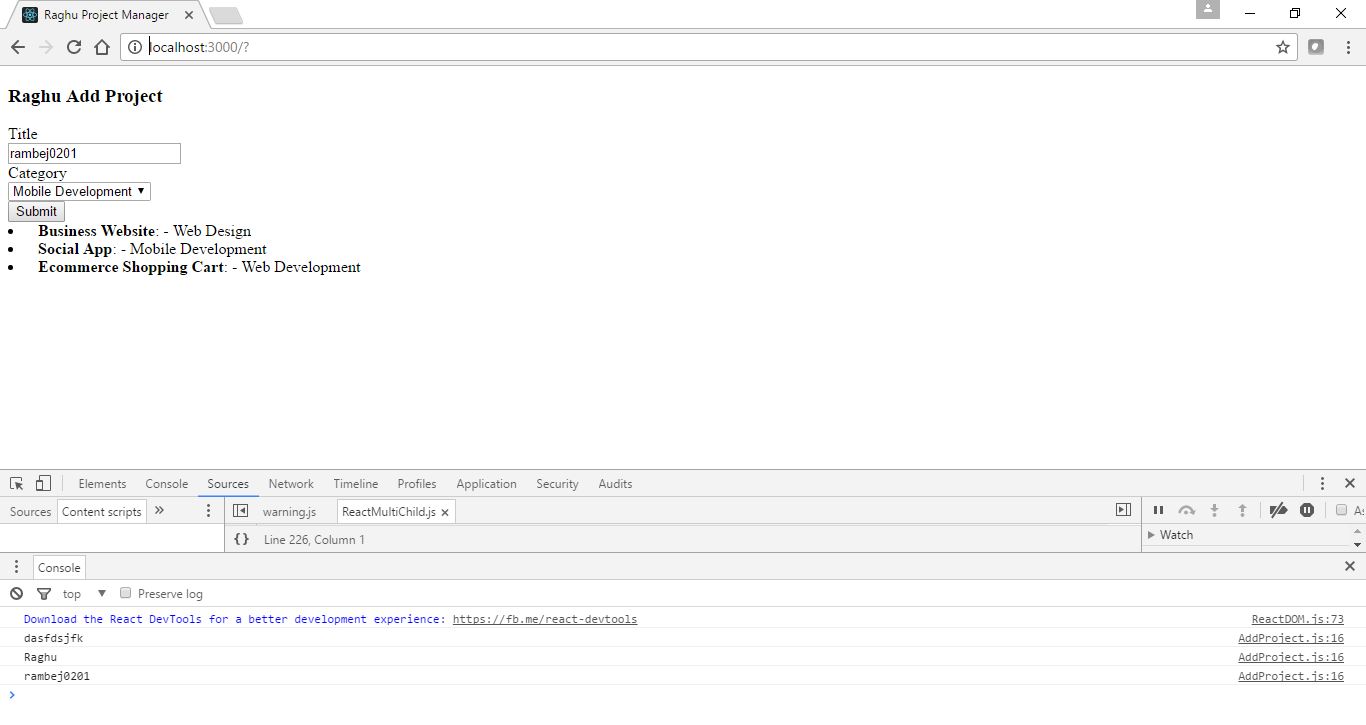 Raghu Project Manager
localhost:3000/?
Raghu Add Project
Title
rambej0201
Category
Mobile Development
Submit
Business Website: - Web Design
Social App: - Mobile Development
Ecommerce Shopping Cart: - Web Development
Elements Console Sources Network Timeline Profiles Application Security Audits
Sources Content scripts » warning.js ReactMultiChild.js As
{} Line 226, Column 1 Watch
Console
top Preserve log
Download the React DevTools for a better development experience: https://fb.me/react-devtools ReactDOM.js:73
dasfdsjfk AddProject.js:16
Raghu AddProject.js:16
rambej0201 AddProject.js:16